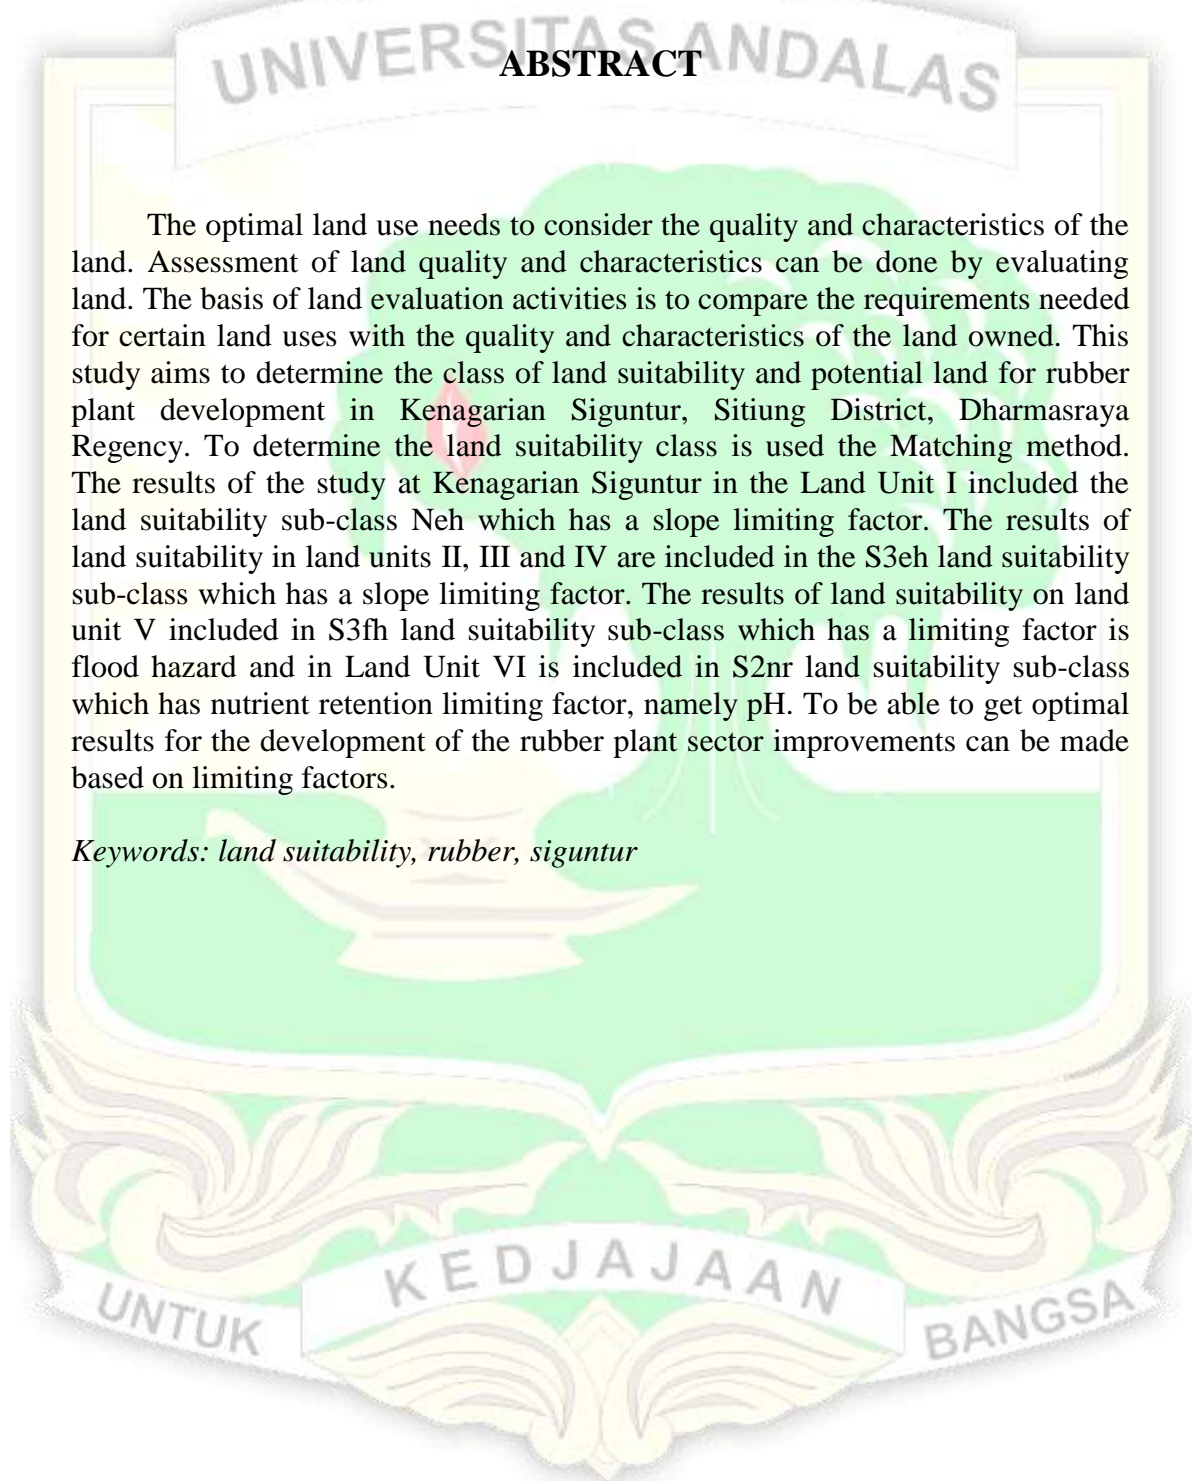 UNIVERSITAS ANDALAS
ABSTRACT
The optimal land use needs to consider the quality and characteristics of the
land. Assessment of land quality and characteristics can be done by evaluating
land. The basis of land evaluation activities is to compare the requirements needed
for certain land uses with the quality and characteristics of the land owned. This
study aims to determine the class of land suitability and potential land for rubber
plant development in Kenagarian Siguntur, Sitiung District, Dharmasraya
Regency. To determine the land suitability class is used the Matching method.
The results of the study at Kenagarian Siguntur in the Land Unit I included the
land suitability sub-class Neh which has a slope limiting factor. The results of
land suitability in land units II, III and IV are included in the S3eh land suitability
sub-class which has a slope limiting factor. The results of land suitability on land
unit V included in S3fh land suitability sub-class which has a limiting factor is
flood hazard and in Land Unit VI is included in S2nr land suitability sub-class
which has nutrient retention limiting factor, namely pH. To be able to get optimal
results for the development of the rubber plant sector improvements can be made
based on limiting factors.
Keywords: land suitability, rubber, siguntur
UNTUK KEDJAJAAN BANGSA